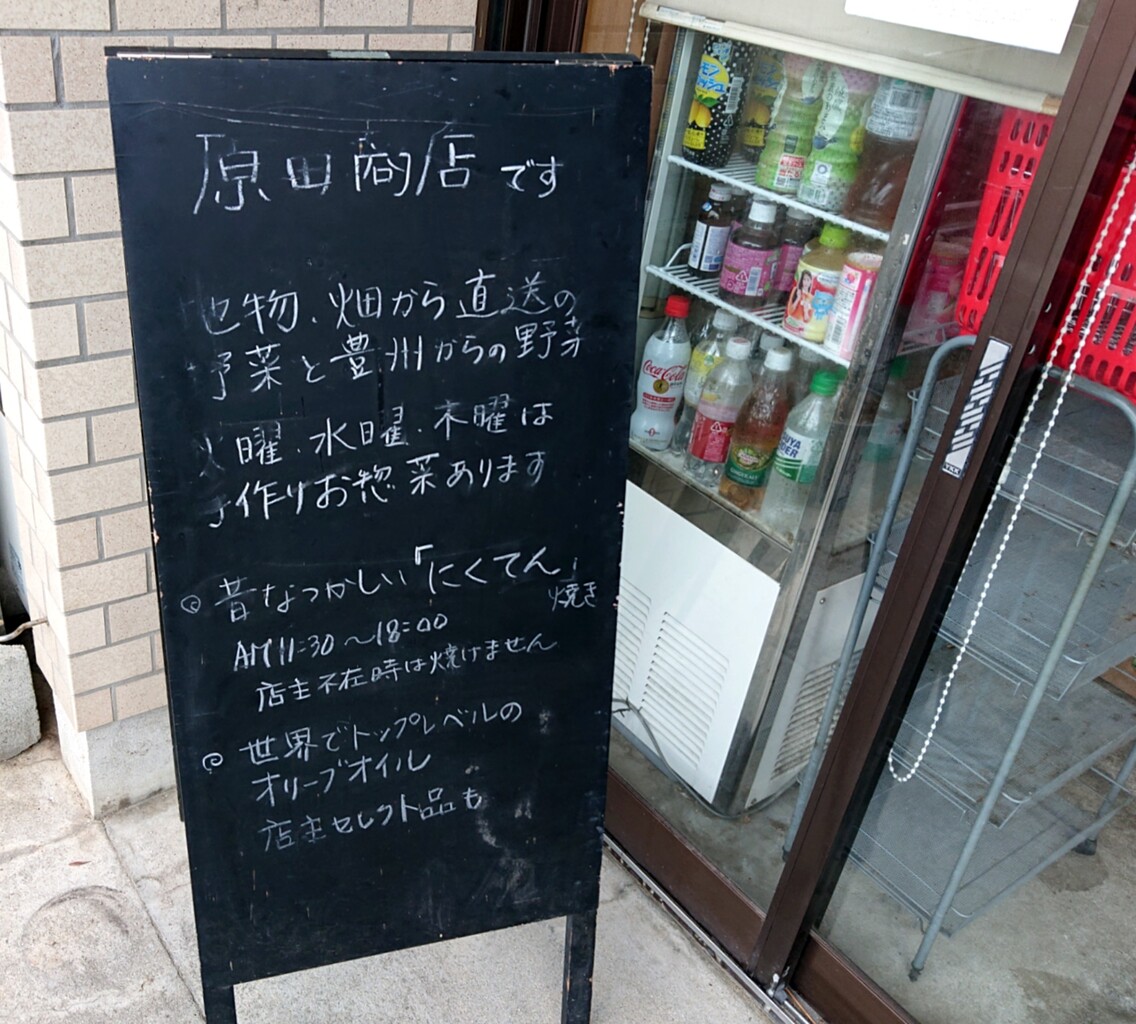 原田商店です
地物、畑から直送の
野菜と豊州からの野菜
火曜、水曜、木曜は
手作りお惣菜あります
昔なつかしい「にくてん」
焼き
AM11:30〜18:00
店主不在時は焼けません
世界でトップレベルの
オリーブオイル
店主セレクト品も
Coca-Cola